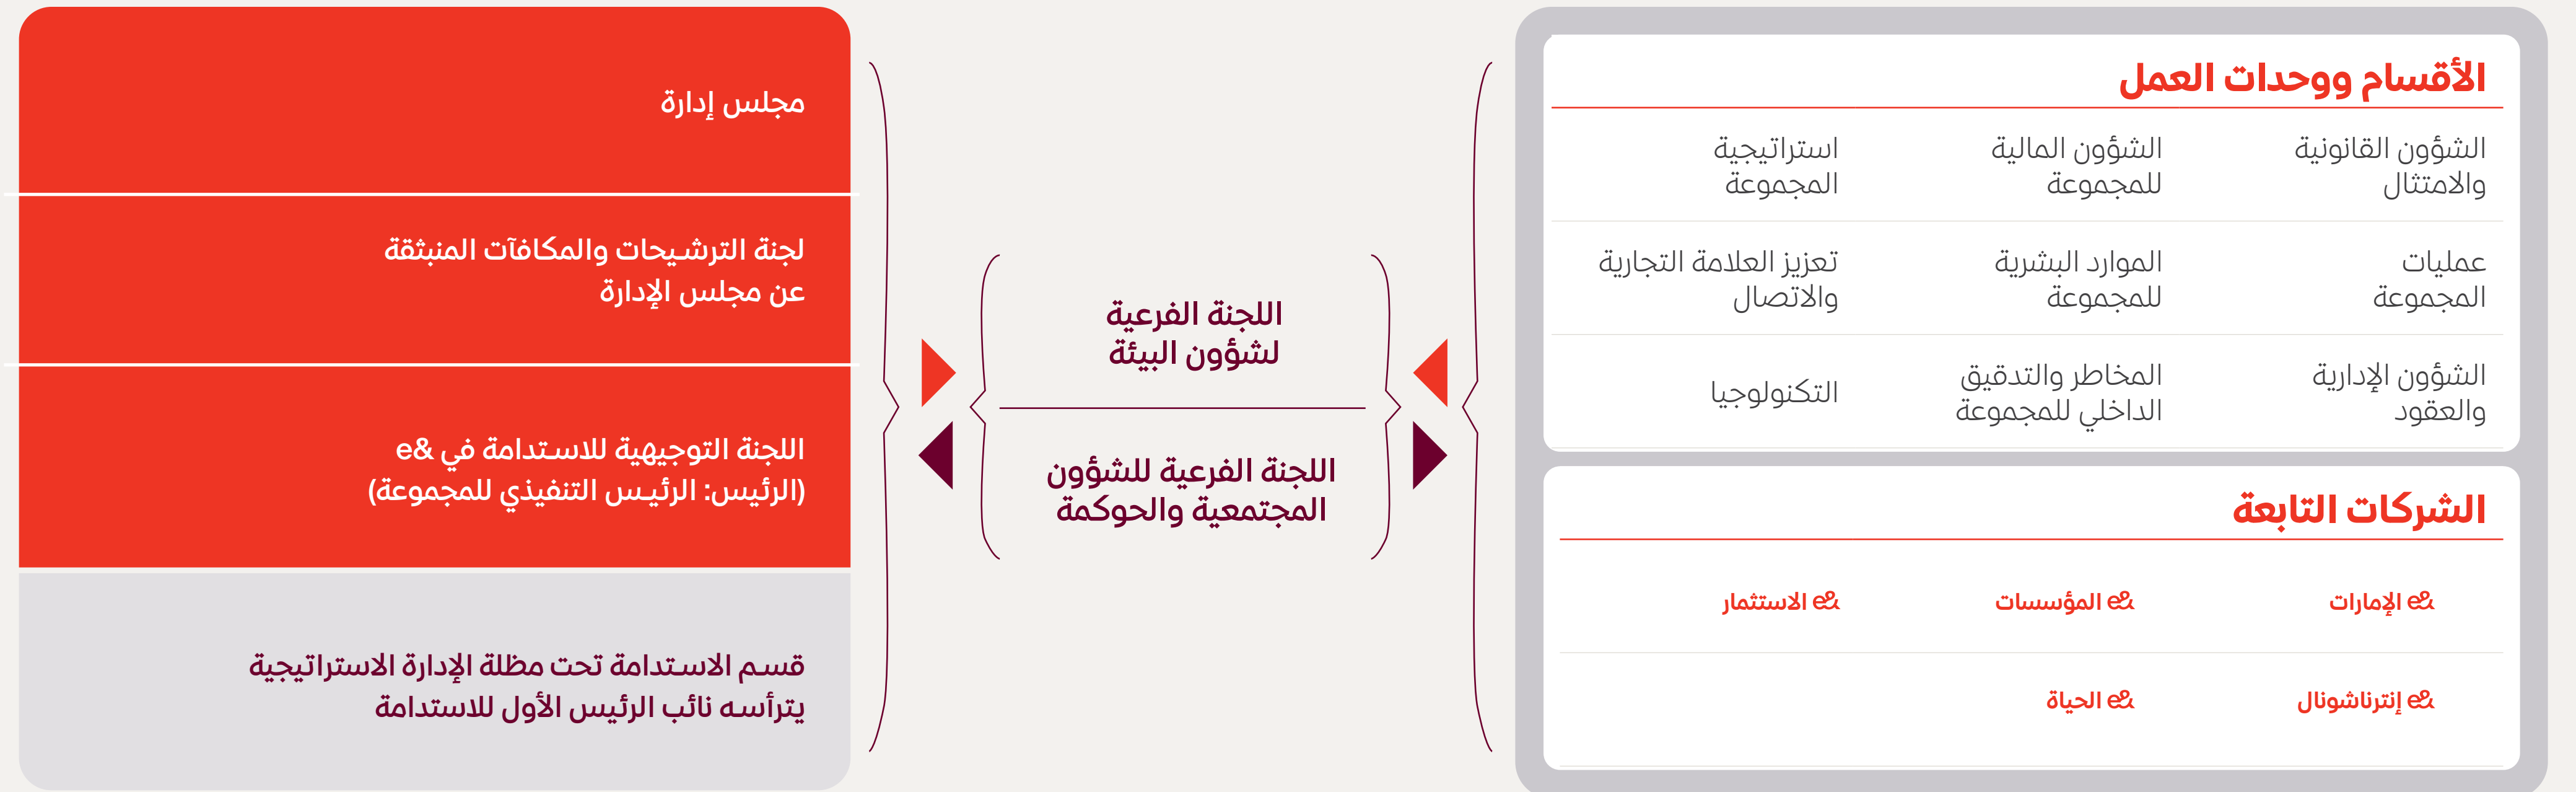 الأقسام ووحدات العمل
الشؤون القانونية
والامتثال
الشؤون المالية
للمجموعة
استراتيجية
المجموعة
عمليات
المجموعة
الموارد البشرية
للمجموعة
تعزيز العلامة التجارية
والاتصال
الشؤون الإدارية
والعقود
المخاطر والتدقيق
الداخلي للمجموعة
التكنولوجيا
الشركات التابعة
e& الإمارات
e& المؤسسات
e& الاستثمار
e& إنترناشونال
e& الحياة
اللجنة الفرعية
لشؤون البيئة
اللجنة الفرعية للشؤون
المجتمعية والحوكمة
مجلس إدارة
لجنة الترشيحات والمكافآت المنبثقة
عن مجلس الإدارة
اللجنة التوجيهية للاستدامة في e&
(الرئيس: الرئيس التنفيذي للمجموعة)
قسم الاستدامة تحت مظلة الإدارة الاستراتيجية
يترأسه نائب الرئيس الأول للاستدامة